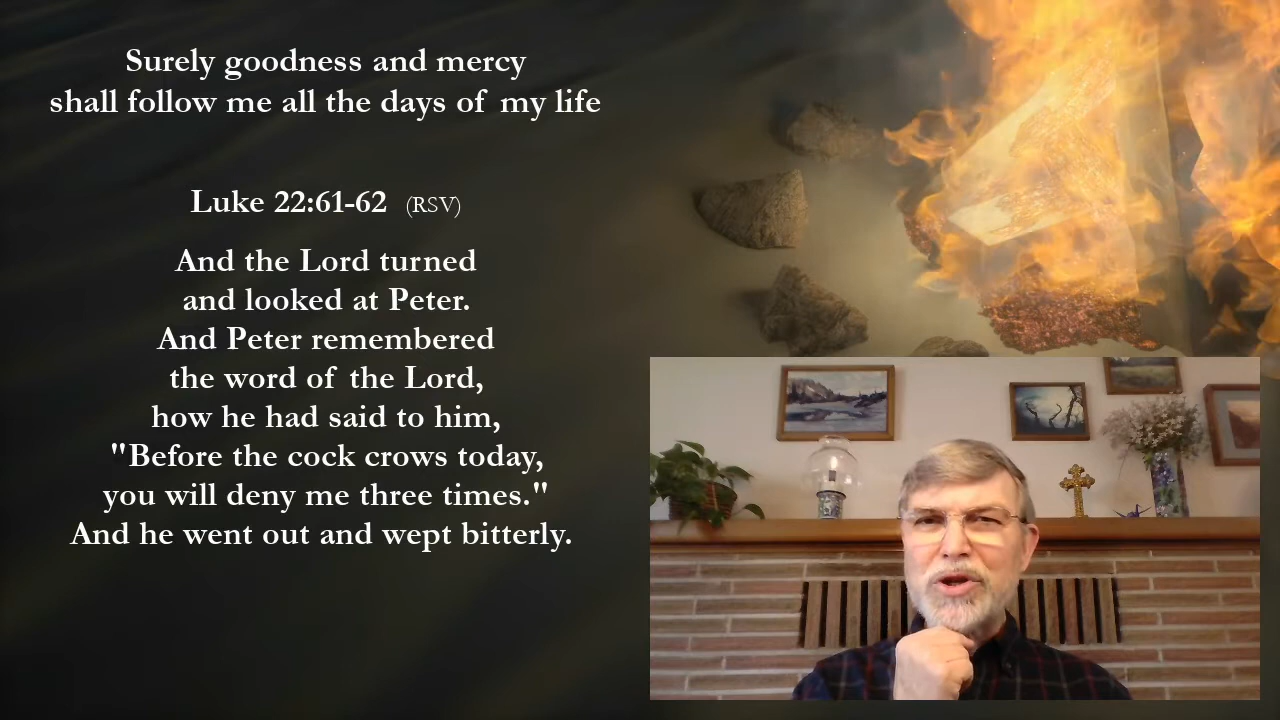 Surely goodness and mercy
shall follow me all the days of my life
Luke 22:61-62 (RSV)
And the Lord turned
and looked at Peter.
And Peter remembered
the word of the Lord,
how he had said to him,
"Before the cock crows today,
you will deny me three times."
And he went out and wept bitterly.